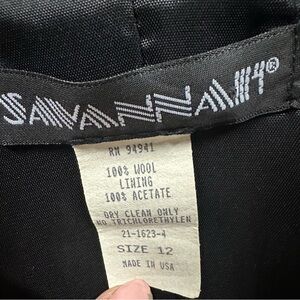 SAVANNAH®
RN 94941
100% WOOL
LINING
100% ACETATE
DRY CLEAN ONLY
NO TRICHLORETHYLEN
21-1623-4
SIZE 12
MADE IN USA